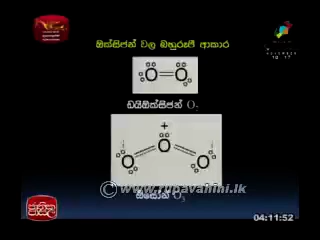 ඔක්සිජන් වල බහුරූපී ආකාර
O=O
ඩයිඔක්සිජන් O2
+
O
O O
© www.rupavahini.lk
ඕසෝන් O3
04:11:52